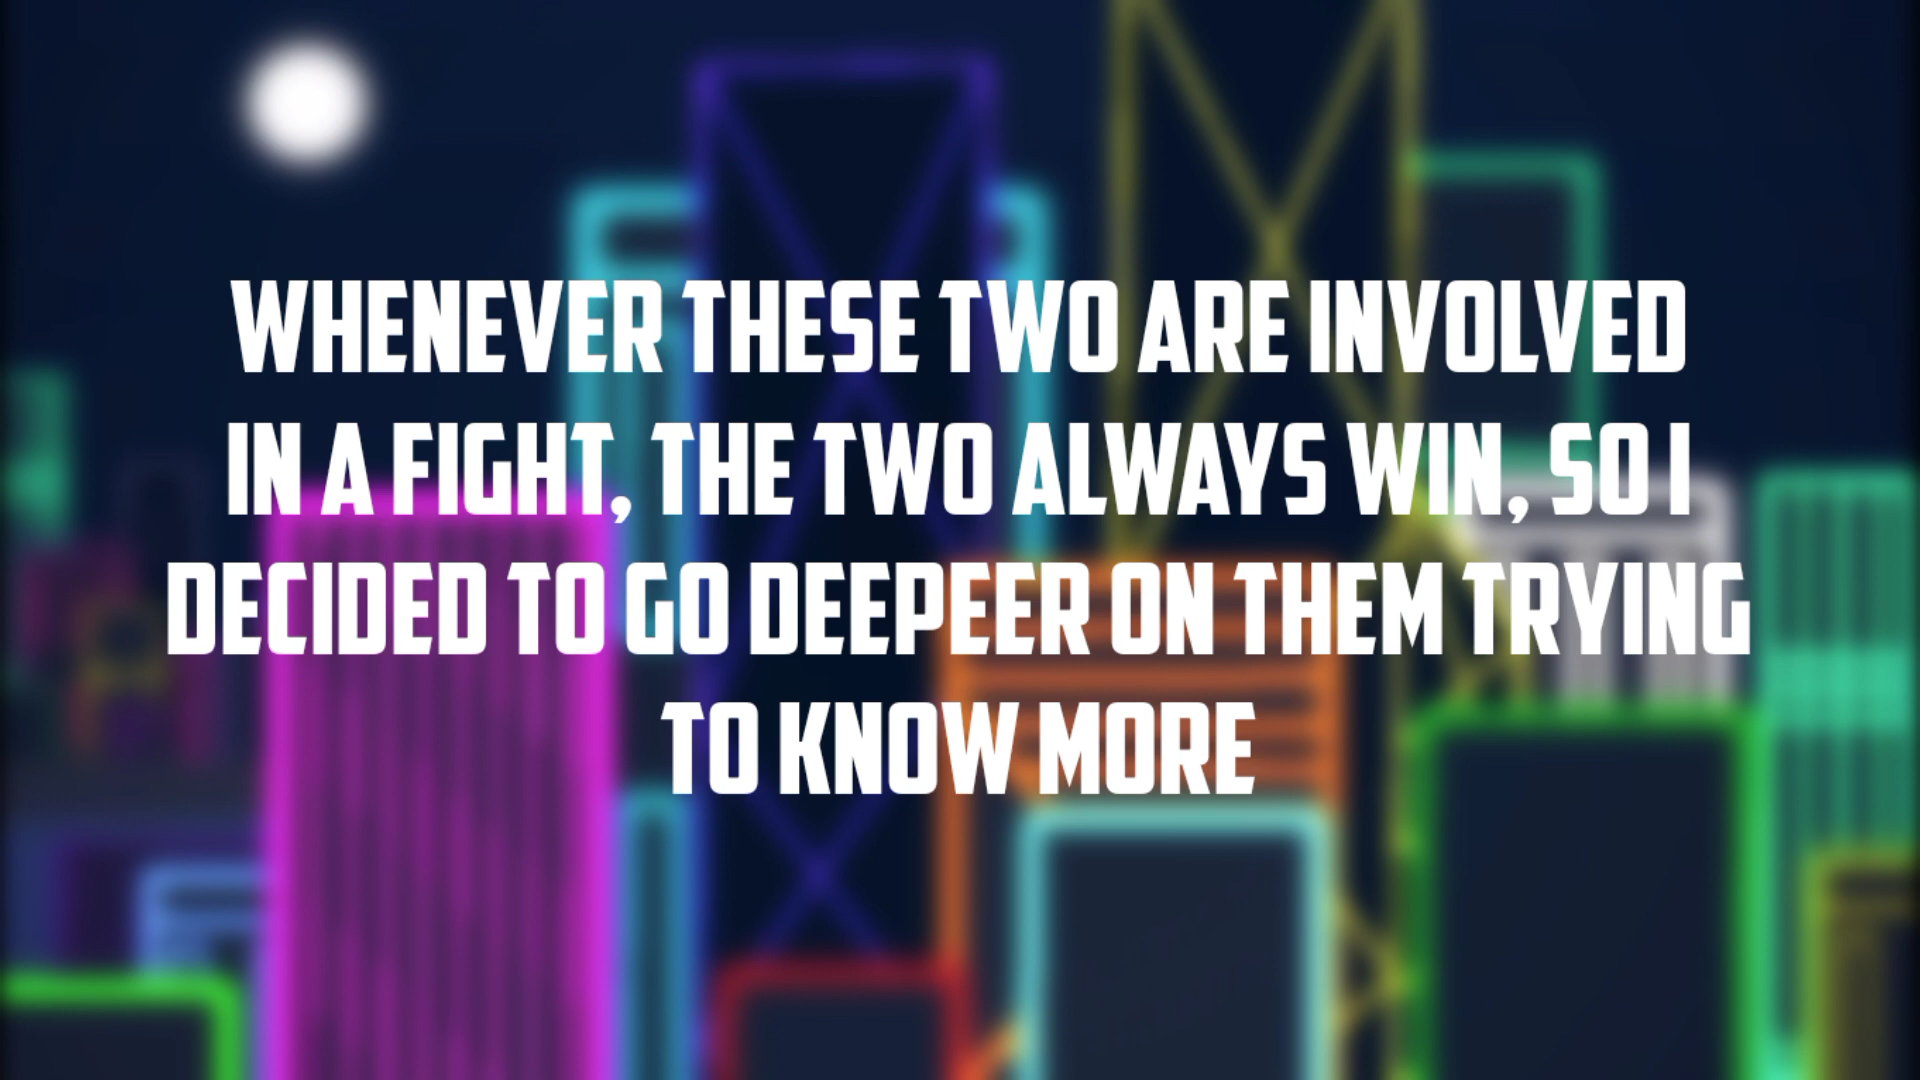 WHENEVER THESE TWO ARE INVOLVED
IN A FIGHT, THE TWO ALWAYS WIN, SO I
DECIDED TO GO DEEPEER ON THEM TRYING
TO KNOW MORE